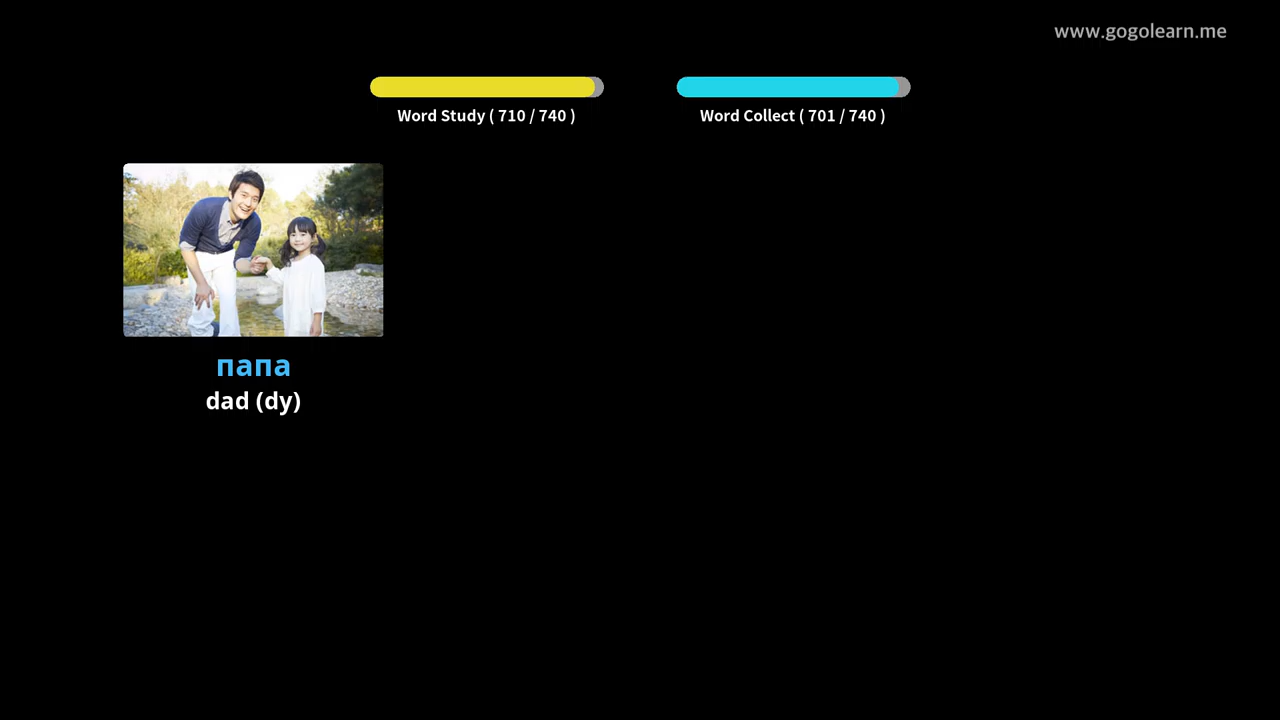 www.gogolearn.me
Word Study ( 710 / 740 )
Word Collect ( 701 / 740 )
папа
dad (dy)